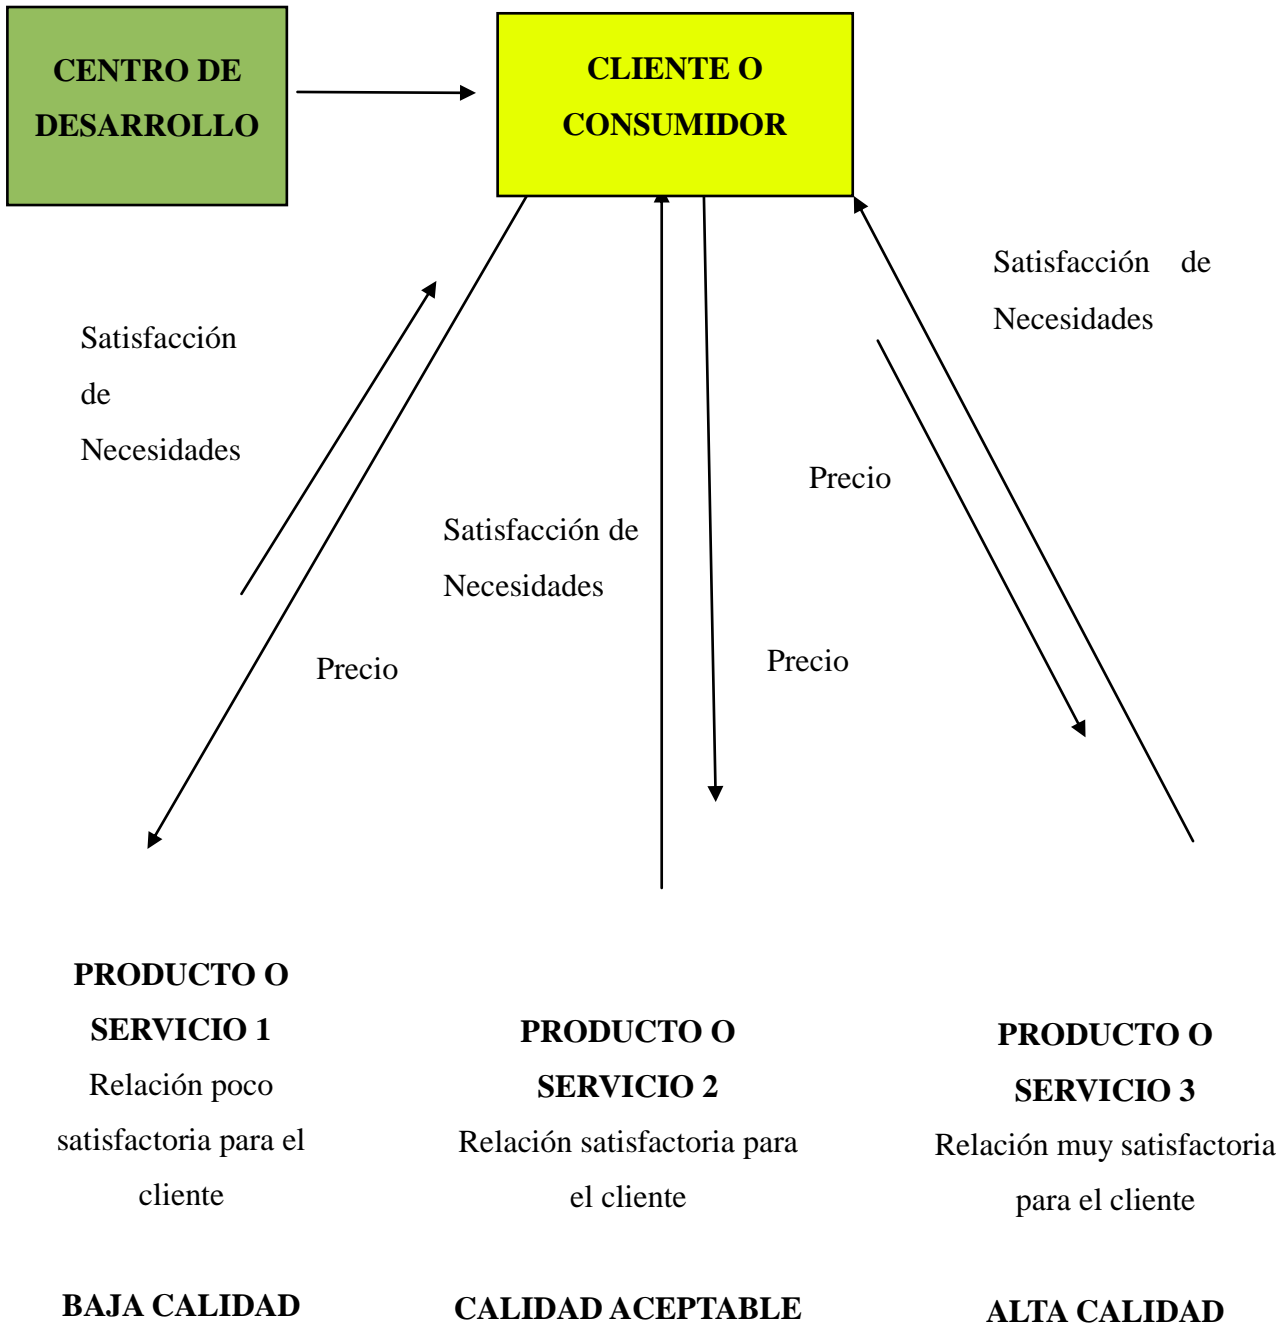 CENTRO DE
DESARROLLO
CLIENTE O
CONSUMIDOR
Satisfacción de
Necesidades
Satisfacción
de
Necesidades
Precio
Satisfacción de
Necesidades
Precio
Precio
PRODUCTO O
SERVICIO 1
Relación poco
satisfactoria para el
cliente
BAJA CALIDAD
PRODUCTO O
SERVICIO 2
Relación satisfactoria para
el cliente
CALIDAD ACEPTABLE
PRODUCTO O
SERVICIO 3
Relación muy satisfactoria
para el cliente
ALTA CALIDAD